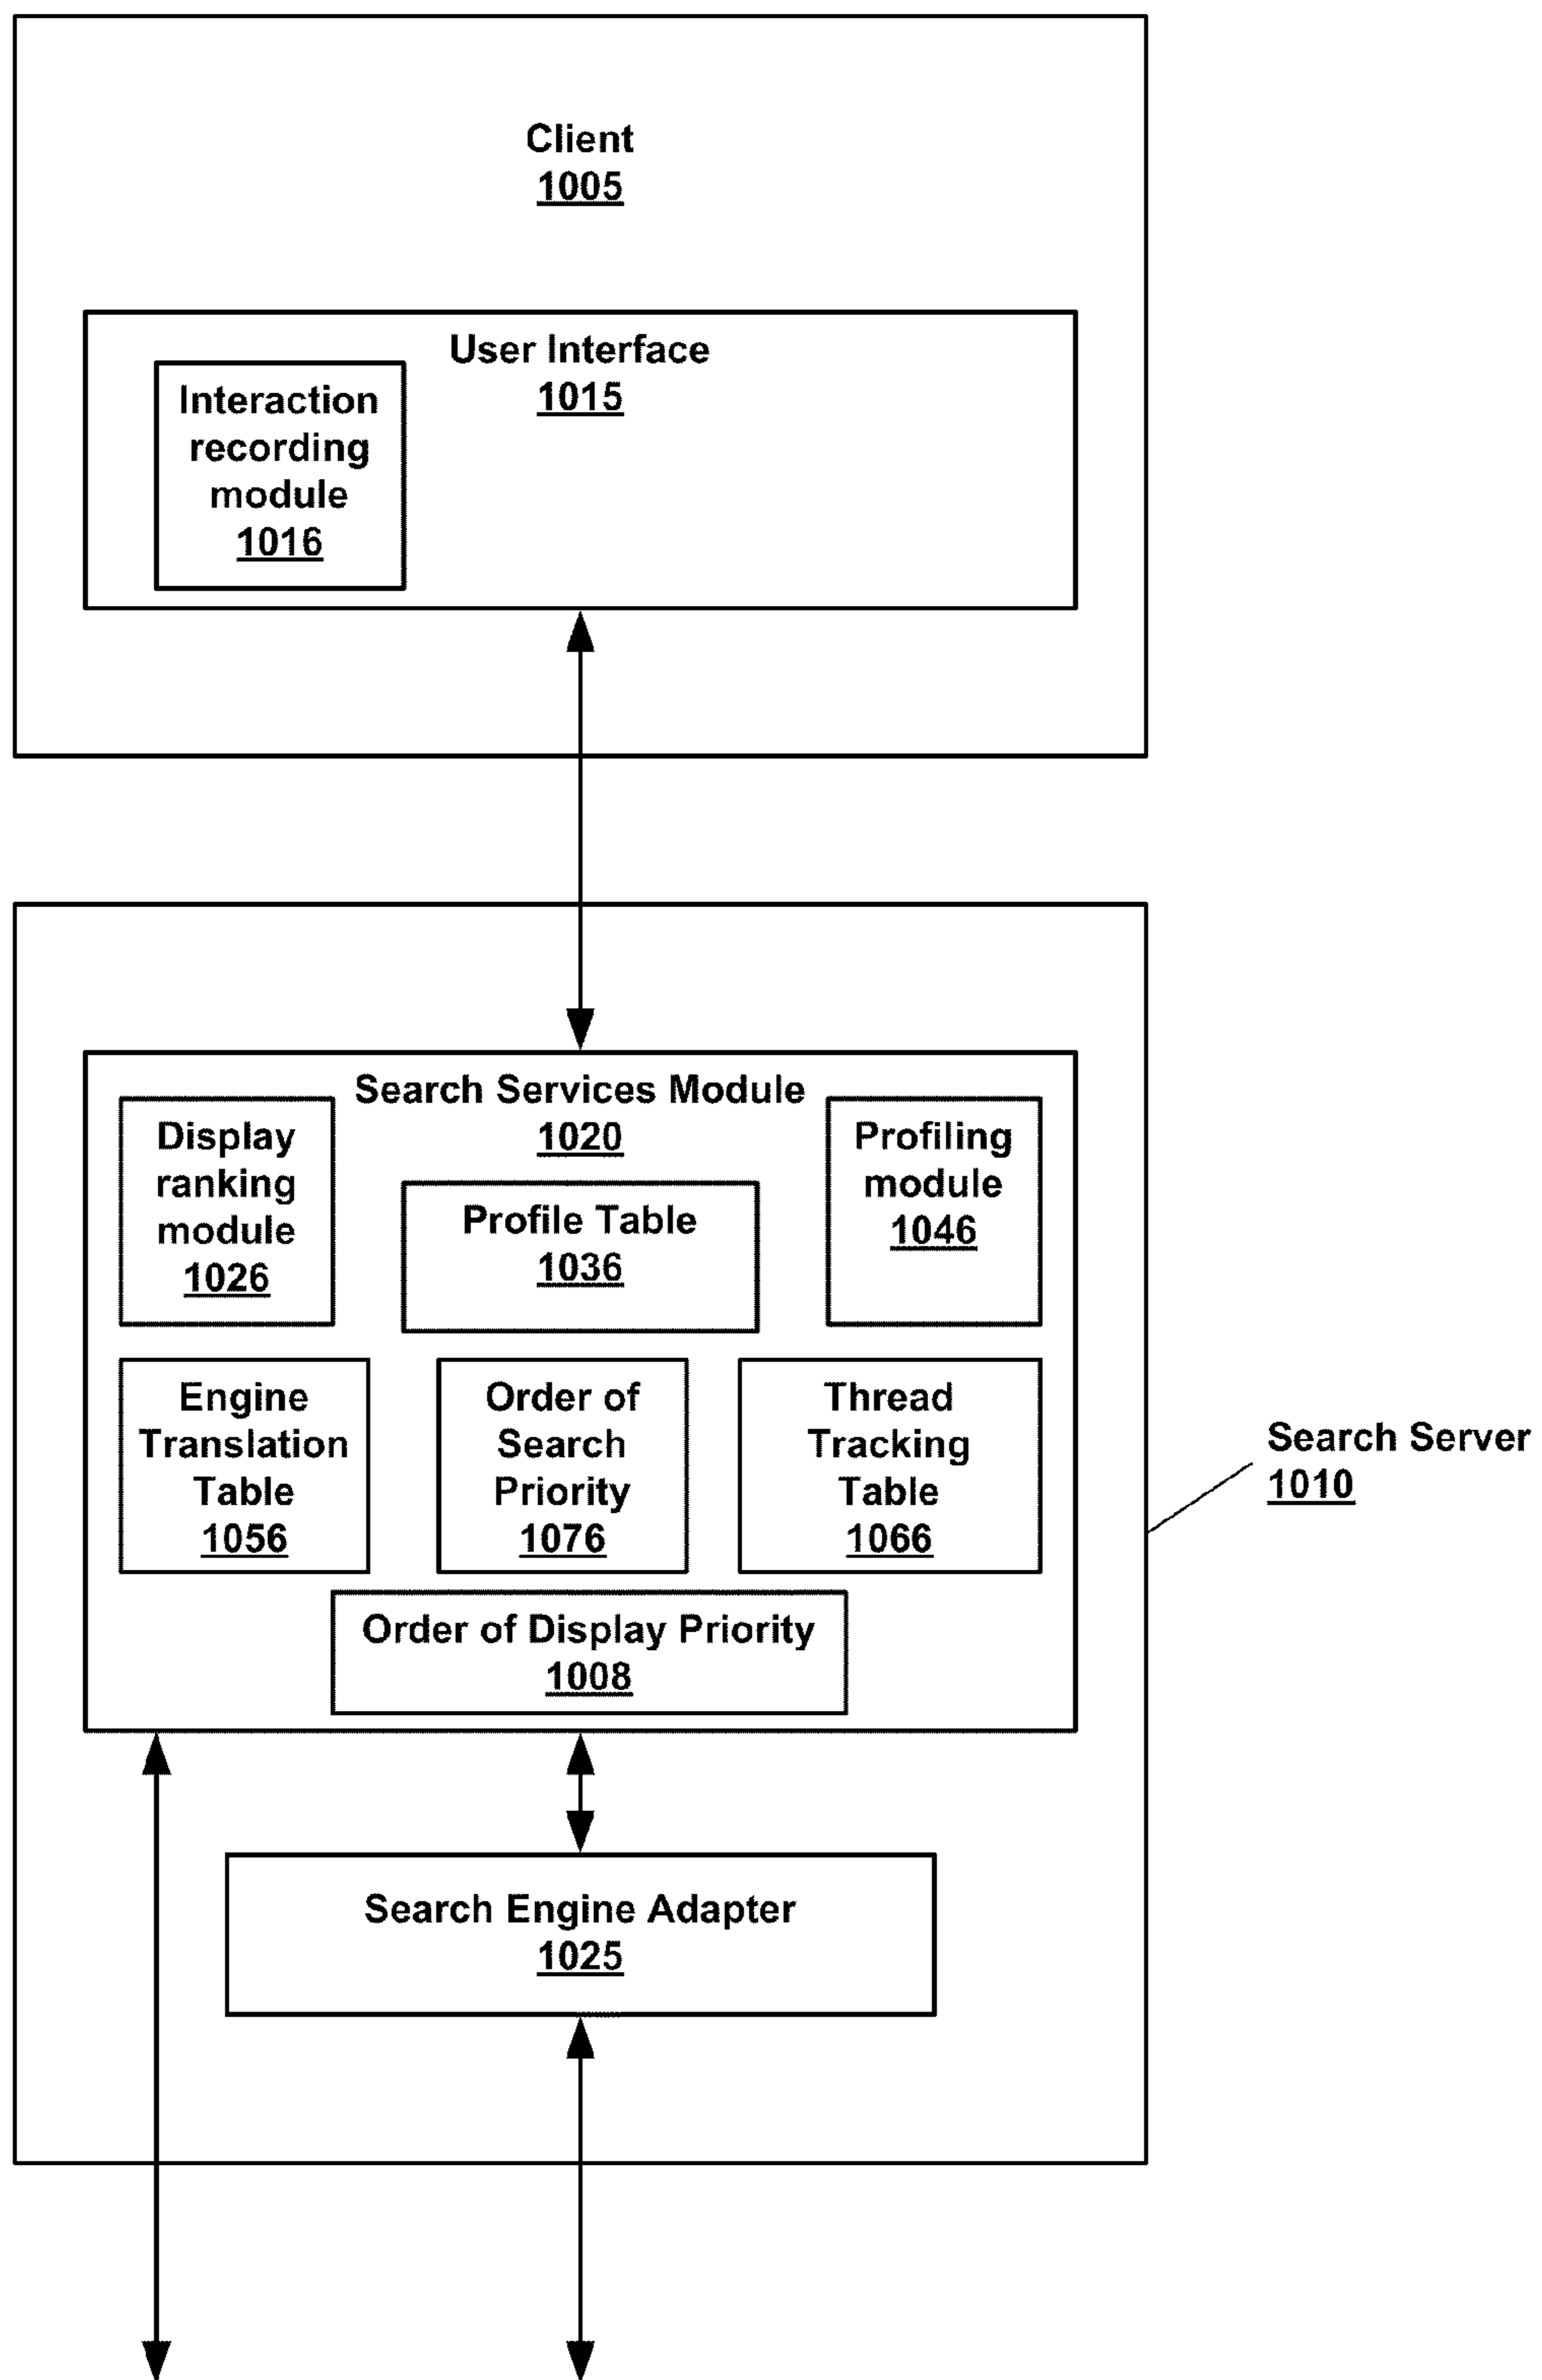 Client
1005
User Interface
1015
Interaction
recording
module
1016
Search Services Module
1020
Display
ranking
module
1026
Profile Table
1036
Profiling
module
1046
Engine
Translation
Table
1056
Order of
Search
Priority
1076
Thread
Tracking
Table
1066
Order of Display Priority
1008
Search Server
1010
Search Engine Adapter
1025